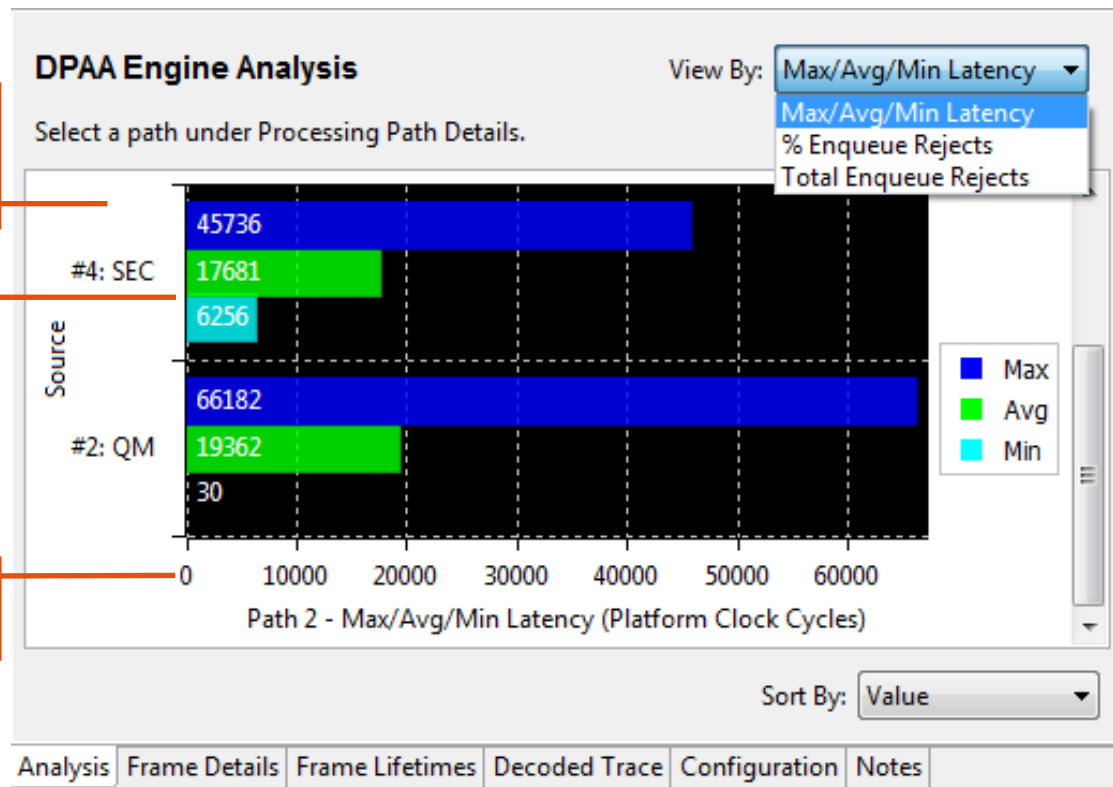 DPAA Engine Analysis
View By: Max/Avg/Min Latency
Max/Avg/Min Latency
% Enqueue Rejects
Total Enqueue Rejects
Select a path under Processing Path Details.
Source
#4: SEC
45736
17681
6256
#2: QM
66182
19362
30
Max
Avg
Min
0 10000 20000 30000 40000 50000 60000
Path 2 - Max/Avg/Min Latency (Platform Clock Cycles)
Sort By: Value
Analysis Frame Details Frame Lifetimes Decoded Trace Configuration Notes